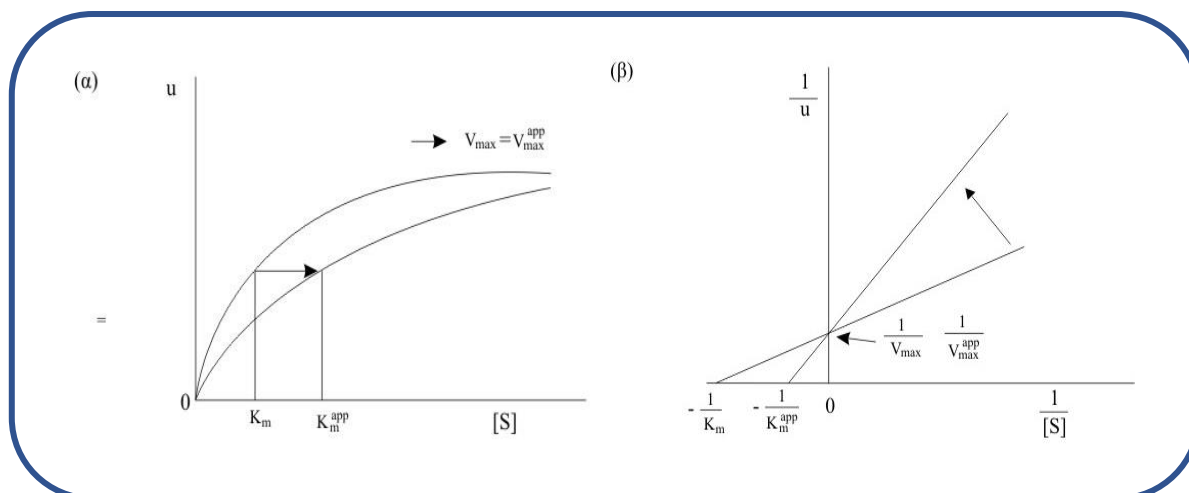 (α)
u
V_max = V_max^app
=
0
K_m
K_m^app
[S]
(β)
1/u
1/V_max 1/V_max^app
- 1/K_m
- 1/K_m^app
0
1/[S]